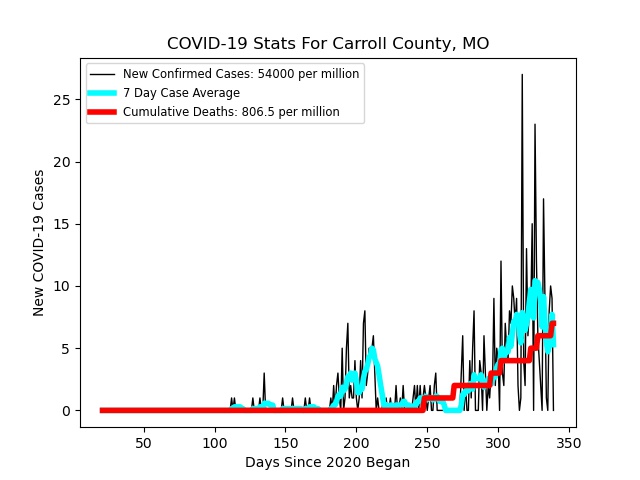 COVID-19 Stats For Carroll County, MO
New Confirmed Cases: 54000 per million
7 Day Case Average
Cumulative Deaths: 806.5 per million
New COVID-19 Cases
25
20
15
10
5
0
50 100 150 200 250 300 350
Days Since 2020 Began